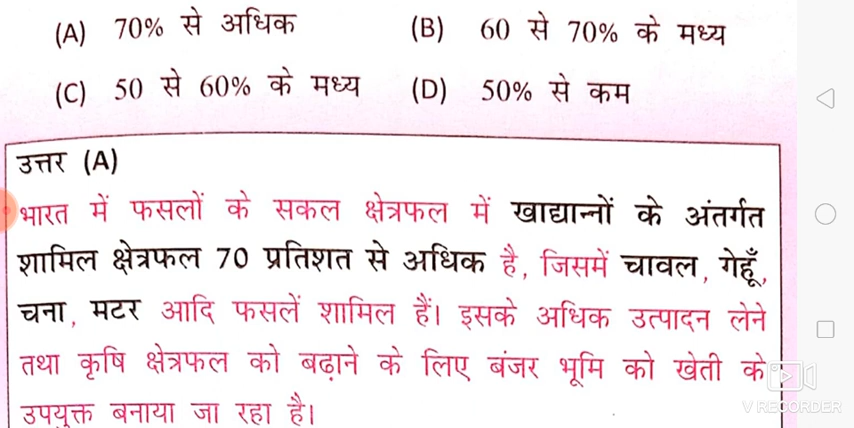 (A) 70% से अधिक (B) 60 से 70% के मध्य
(C) 50 से 60% के मध्य (D) 50% से कम
उत्तर (A)
भारत में फसलों के सकल क्षेत्रफल में खाद्यान्नों के अंतर्गत
शामिल क्षेत्रफल 70 प्रतिशत से अधिक है, जिसमें चावल, गेहूँ,
चना, मटर आदि फसलें शामिल हैं। इसके अधिक उत्पादन लेने
तथा कृषि क्षेत्रफल को बढ़ाने के लिए बंजर भूमि को खेती के
उपयुक्त बनाया जा रहा है।
V RECORDER